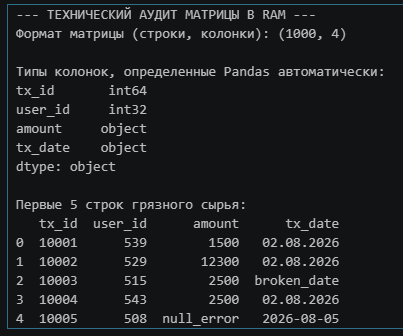 --- ТЕХНИЧЕСКИЙ АУДИТ МАТРИЦЫ В RAM ---
Формат матрицы (строки, колонки): (1000, 4)
Типы колонок, определенные Pandas автоматически:
tx_id       int64
user_id     int32
amount     object
tx_date    object
dtype: object
Первые 5 строк грязного сырья:
   tx_id  user_id      amount      tx_date
0  10001      539        1500   02.08.2026
1  10002      529       12300   02.08.2026
2  10003      515        2500  broken_date
3  10004      543        2500   02.08.2026
4  10005      508  null_error   2026-08-05